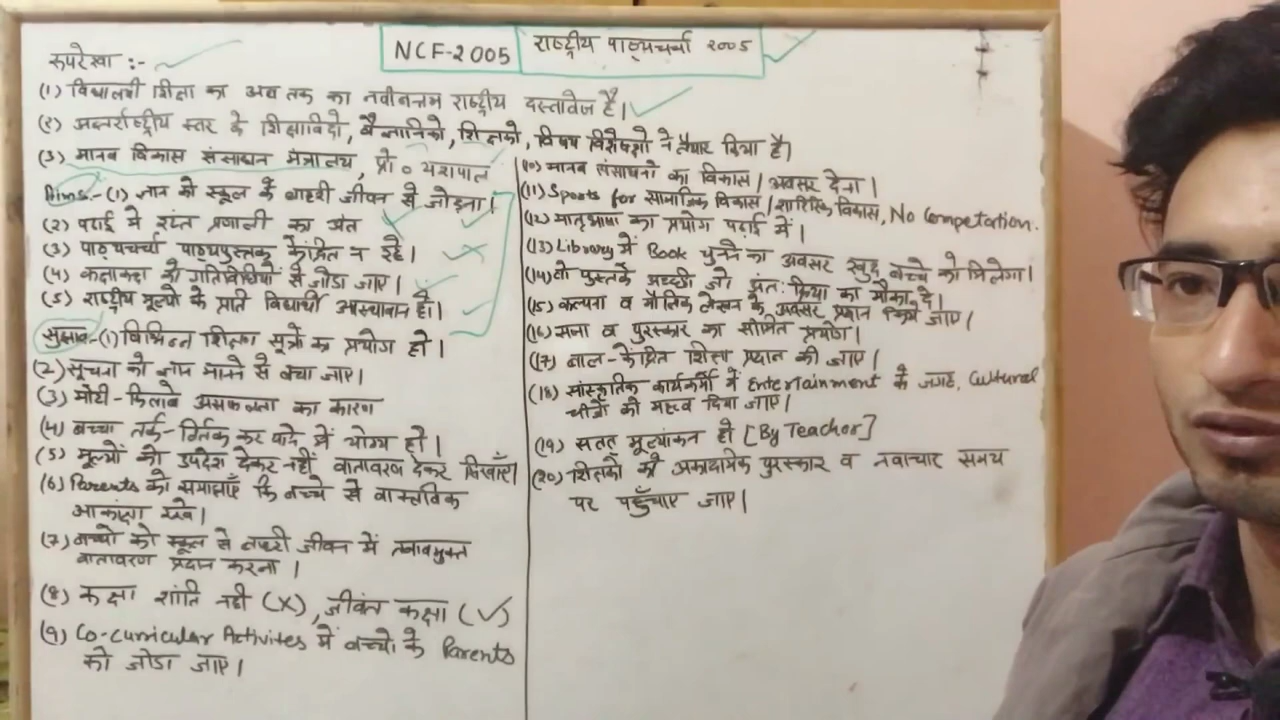 NCF-2005 राष्ट्रीय पाठ्यचर्चा 2005
रुपरेखा :-
(1) विद्यालयी शिक्षा का अब तक का नवीनतम राष्ट्रीय दस्तावेज है।
(२) अन्तर्राष्ट्रीय स्तर के शिक्षाविदो, वैज्ञानिको, शिक्षको, विषय विशेषज्ञो ने तैयार किया है।
(3) मानव विकास संसाधन मंत्रालय, प्रो० यशपाल
Aims:- (1) ज्ञान को स्कूल के बाहरी जीवन से जोड़ना।
(2) पढाई में रटंत प्रणाली का अंत
(3) पाठ्यचर्चा पाठ्यपुस्तक केंद्रित न रहे।
(4) कक्षाकक्ष को गतिविधियों से जोडा जाए।
(5) राष्ट्रीय मूल्यो के प्रति विद्यार्थी आस्थावान हो।
सुझाव:- (1) विभिन्न शिक्षण सूत्रो का प्रयोग हो।
(2) सूचना को ज्ञान मानने से बचा जाए।
(3) मोटी-किताबे असफलता का कारण
(4) बच्चा तर्क-वितर्क कर पाने में योग्य हो।
(5) मूल्यों को उपदेश देकर नहीं वातावरण देकर सिखाएँ।
(6) Parents को समझाएँ कि बच्चे से वास्तविक
आकांक्षा रखे।
(7) बच्चो को स्कूल से बाहरी जीवन में तनावमुक्त
वातावरण प्रदान करना।
(8) कक्षा शांति नही (X), जीवंत कक्षा (✓)
(9) Co-curricular Activites में बच्चो के Parents
को जोडा जाए।
(10) मानव संसाधनो का विकास / अवसर देना।
(11) Sports for सामाजिक विकास / शारिरिक विकास, No Competation.
(12) मातृभाषा का प्रयोग पढ़ाई में।
(13) Library में Book चुनने का अवसर खुद बच्चे को मिलेगा।
(14) वो पुस्तकें अच्छी जो अंत:क्रिया का मौका दे।
(15) कल्पना व मौलिक लेखन के अवसर प्रदान किये जाए।
(16) सजा व पुरस्कार का सीमित प्रयोग।
(17) बाल-केंद्रित शिक्षा प्रदान की जाए।
(18) सांस्कृतिक कार्यकर्मो में Entertainment के जगह, Cultural
चीजो को महत्व दिया जाए।
(19) सतत मूल्यांकन हो [By Teacher]
(20) शिक्षको को अकादमिक पुरस्कार व नवाचार समय
पर पहुँचाए जाए।